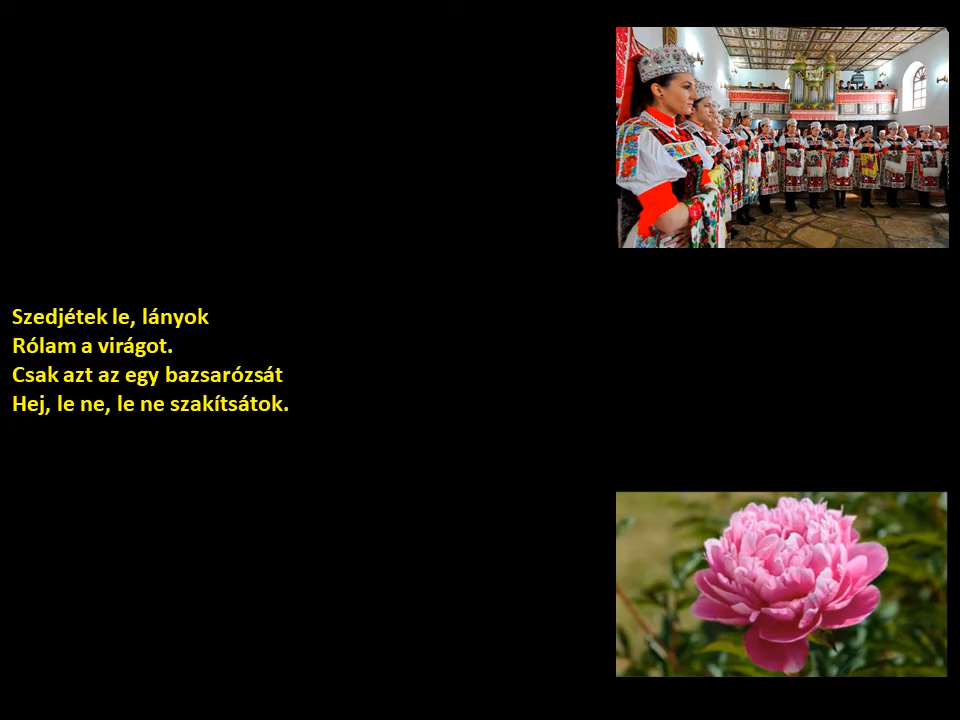 Szedjétek le, lányok
Rólam a virágot.
Csak azt az egy bazsarózsát
Hej, le ne, le ne szakítsátok.